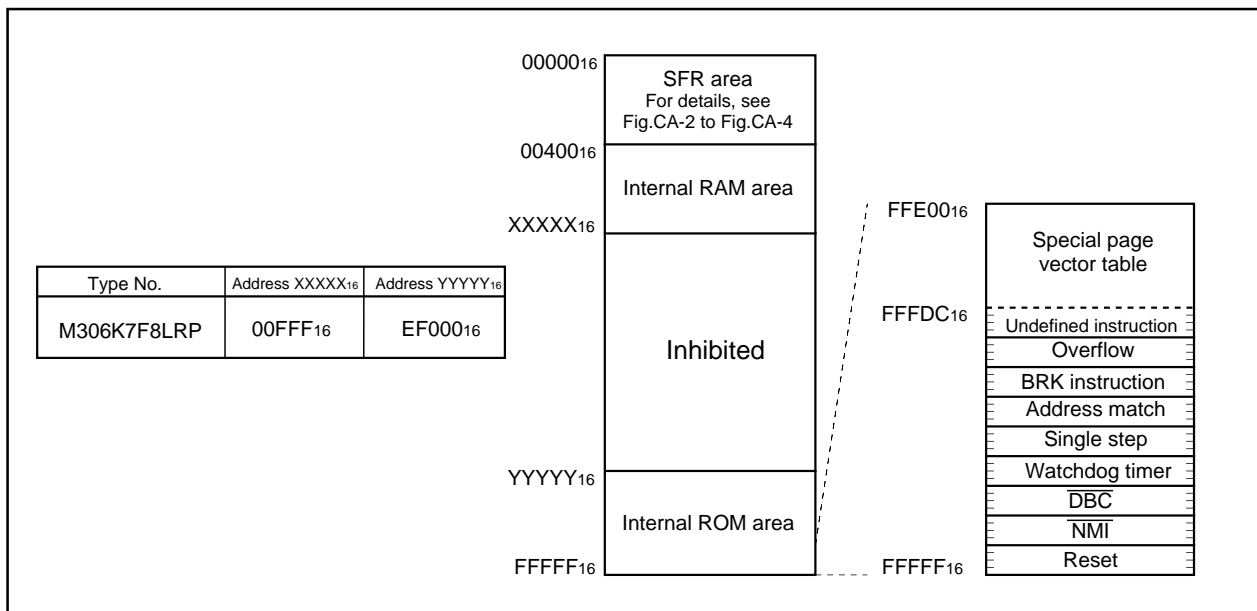 00000₁₆
SFR area
For details, see
Fig.CA-2 to Fig.CA-4
00400₁₆
Internal RAM area
XXXXX₁₆
Inhibited
YYYYY₁₆
Internal ROM area
FFFFF₁₆
Type No. Address XXXXX₁₆ Address YYYYY₁₆
M306K7F8LRP 00FFF₁₆ EF000₁₆
FFE00₁₆
Special page
vector table
FFFDC₁₆
Undefined instruction
Overflow
BRK instruction
Address match
Single step
Watchdog timer
D̅B̅C̅
N̅M̅I̅
Reset
FFFFF₁₆